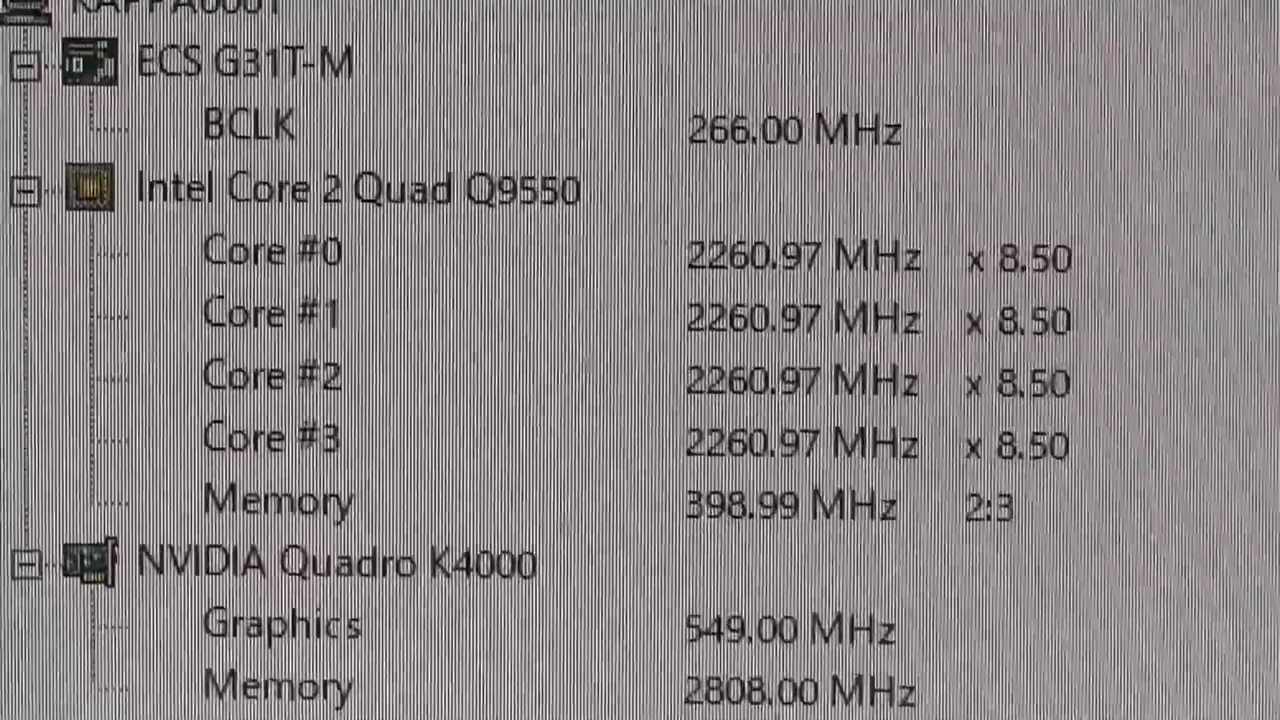 ECS G31T-M
BCLK 266.00 MHz
Intel Core 2 Quad Q9550
Core #0 2260.97 MHz x 8.50
Core #1 2260.97 MHz x 8.50
Core #2 2260.97 MHz x 8.50
Core #3 2260.97 MHz x 8.50
Memory 398.99 MHz 2:3
NVIDIA Quadro K4000
Graphics 549.00 MHz
Memory 2808.00 MHz